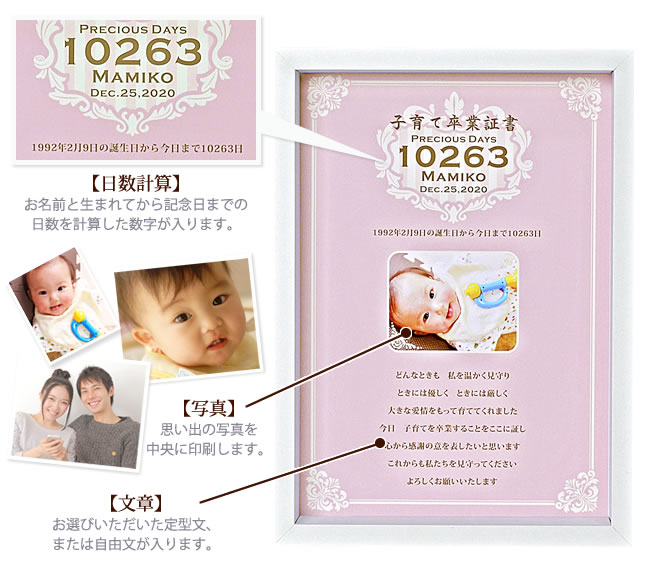 PRECIOUS DAYS
10263
MAMIKO
DEC.25,2020
1992年2月9日の誕生日から今日まで10263日
【日数計算】
お名前と生まれてから記念日までの
日数を計算した数字が入ります。
【写真】
思い出の写真を
中央に印刷します。
【文章】
お選びいただいた定型文、
または自由文が入ります。
子育て卒業証書
PRECIOUS DAYS
10263
MAMIKO
DEC.25,2020
1992年2月9日の誕生日から今日まで10263日
どんなときも 私を温かく見守り
ときには優しく ときには厳しく
大きな愛情をもって育ててくれました
今日 子育てを卒業することをここに証し
心から感謝の意を表したいと思います
これからも私たちを見守ってください
よろしくお願いいたします